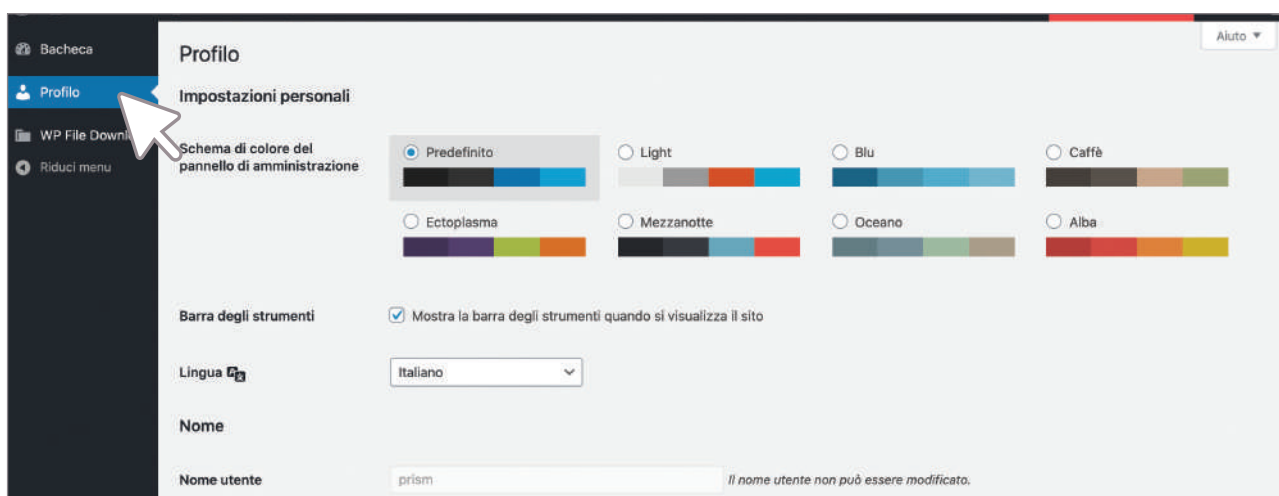 Aiuto ▼
Bacheca
Profilo
WP File Downl
Riduci menu
Profilo
Impostazioni personali
Schema di colore del
pannello di amministrazione
Predefinito
Light
Blu
Caffè
Ectoplasma
Mezzanotte
Oceano
Alba
Barra degli strumenti
Mostra la barra degli strumenti quando si visualizza il sito
Lingua
Italiano
Nome
Nome utente
prism
Il nome utente non può essere modificato.